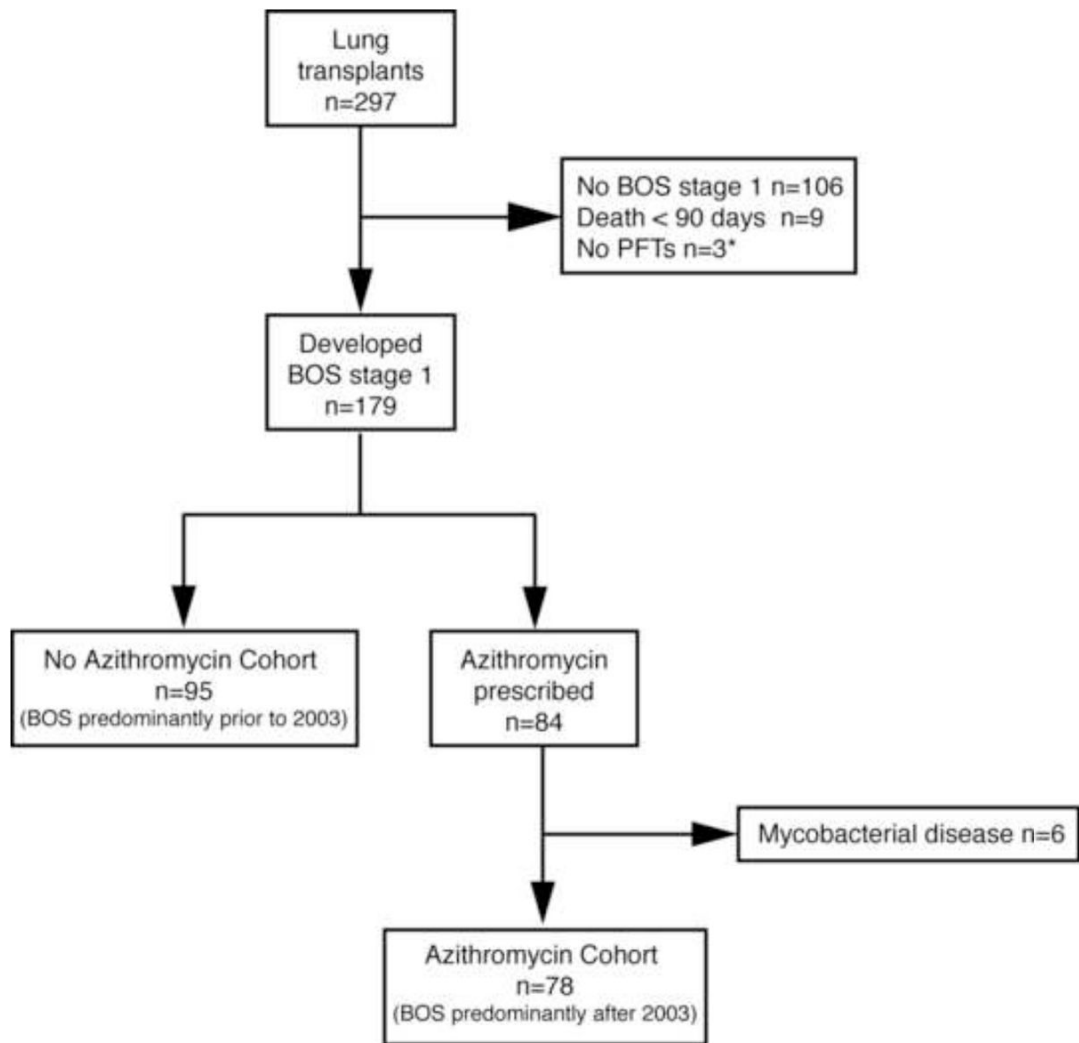 Lung
transplants
n=297
No BOS stage 1 n=106
Death < 90 days n=9
No PFTs n=3*
Developed
BOS stage 1
n=179
No Azithromycin Cohort
n=95
(BOS predominantly prior to 2003)
Azithromycin
prescribed
n=84
Mycobacterial disease n=6
Azithromycin Cohort
n=78
(BOS predominantly after 2003)